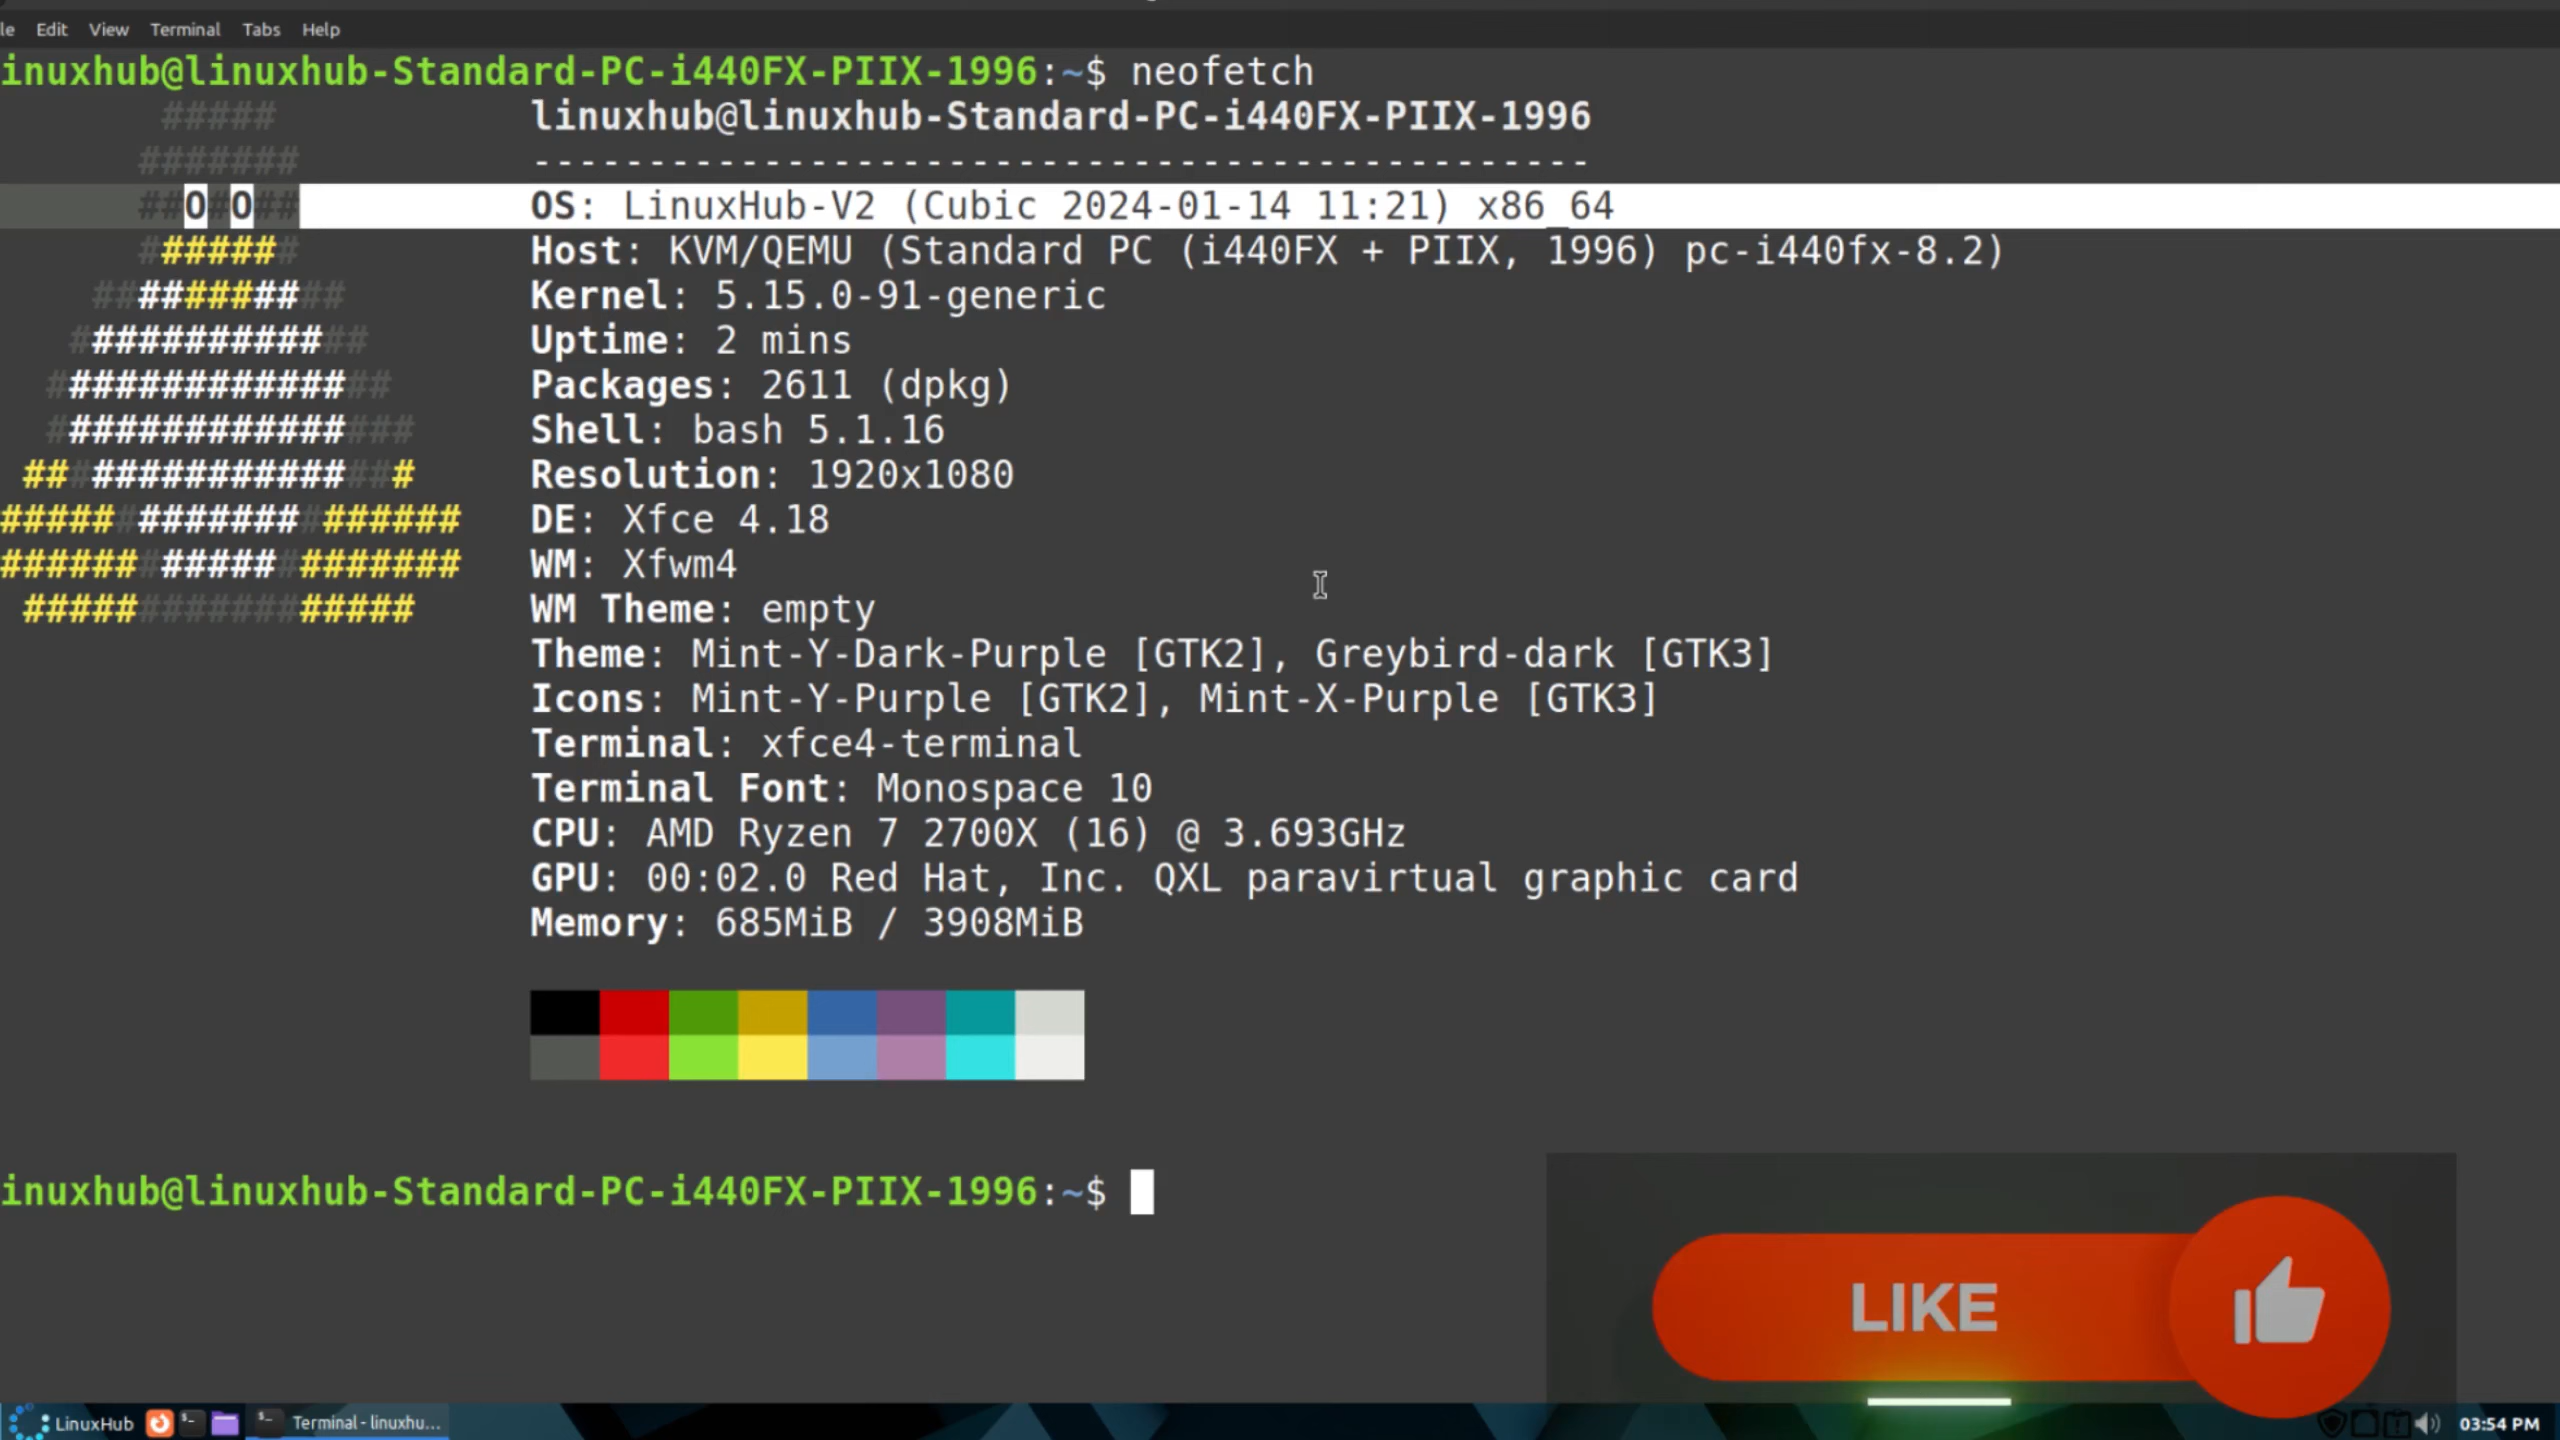 le Edit View Terminal Tabs Help
inuxhub@linuxhub-Standard-PC-i440FX-PIIX-1996:~$ neofetch
##### linuxhub@linuxhub-Standard-PC-i440FX-PIIX-1996
####### ----------------------------------------------
##O#O## OS: LinuxHub-V2 (Cubic 2024-01-14 11:21) x86_64
####### Host: KVM/QEMU (Standard PC (i440FX + PIIX, 1996) pc-i440fx-8.2)
########### Kernel: 5.15.0-91-generic
############# Uptime: 2 mins
############### Packages: 2611 (dpkg)
################ Shell: bash 5.1.16
################# Resolution: 1920x1080
#################### DE: Xfce 4.18
#################### WM: Xfwm4
################# WM Theme: empty
Theme: Mint-Y-Dark-Purple [GTK2], Greybird-dark [GTK3]
Icons: Mint-Y-Purple [GTK2], Mint-X-Purple [GTK3]
Terminal: xfce4-terminal
Terminal Font: Monospace 10
CPU: AMD Ryzen 7 2700X (16) @ 3.693GHz
GPU: 00:02.0 Red Hat, Inc. QXL paravirtual graphic card
Memory: 685MiB / 3908MiB
inuxhub@linuxhub-Standard-PC-i440FX-PIIX-1996:~$
LIKE
LinuxHub Terminal - linuxhu... 03:54 PM